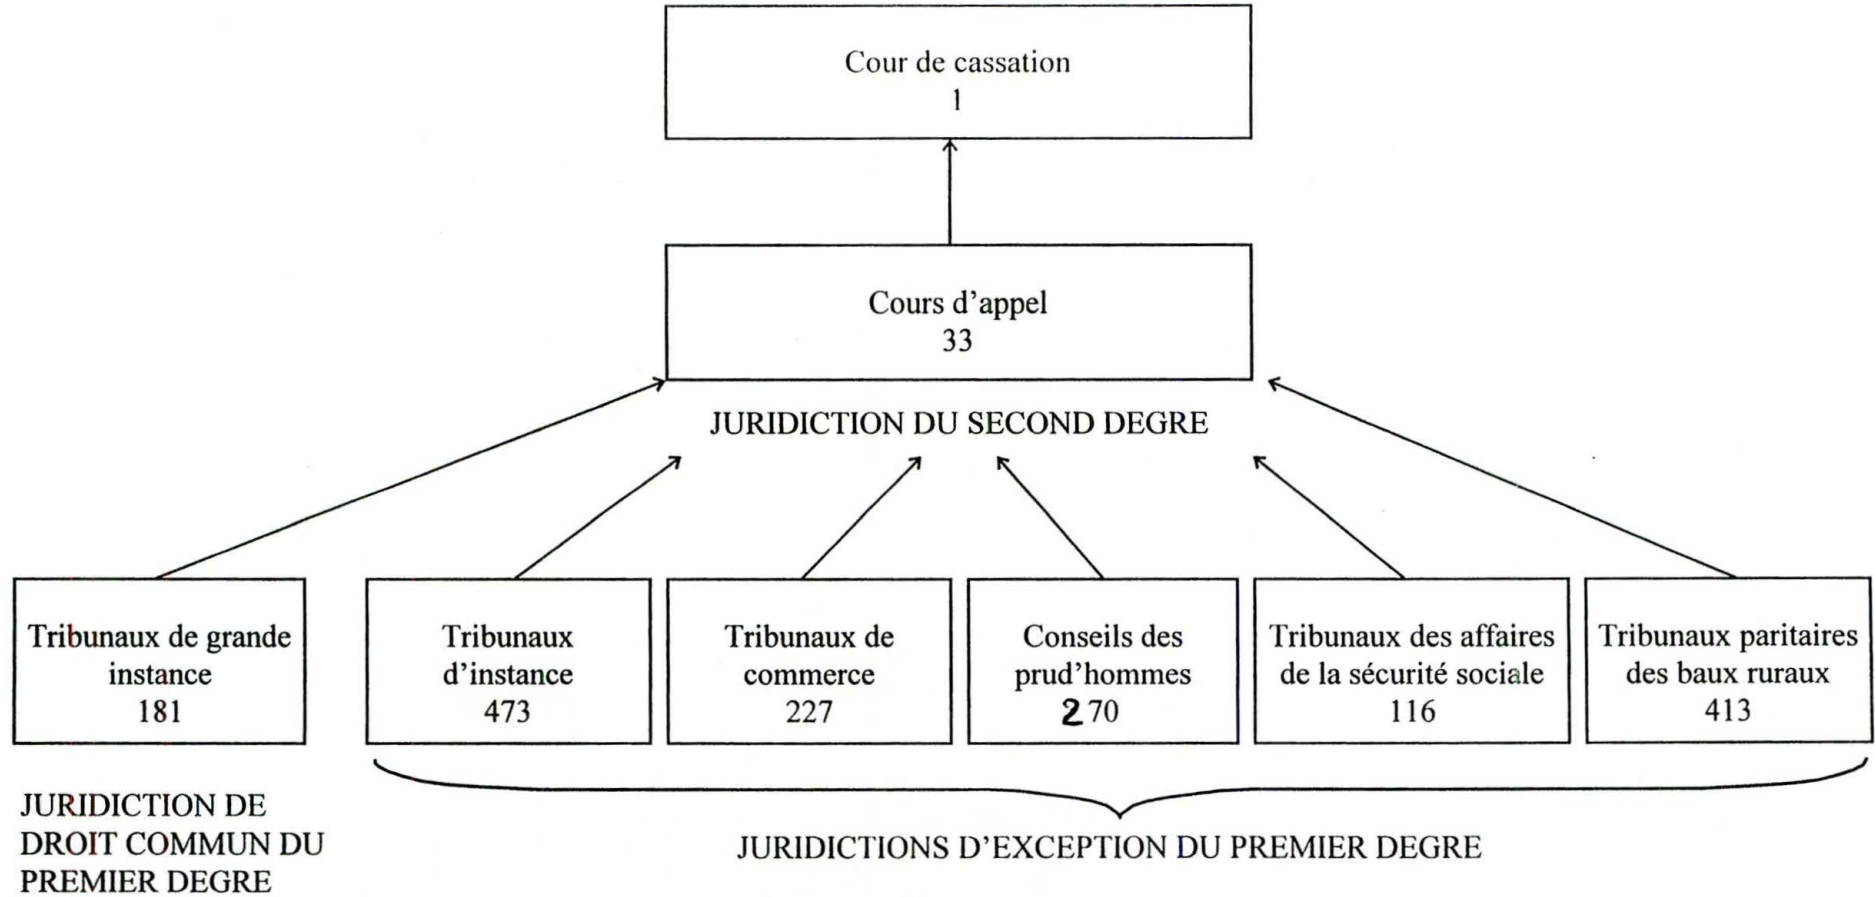 Cour de cassation
1
Cours d'appel
33
JURIDICTION DU SECOND DEGRE
Tribunaux de grande
instance
181
Tribunaux
d'instance
473
Tribunaux de
commerce
227
Conseils des
prud'hommes
270
Tribunaux des affaires
de la sécurité sociale
116
Tribunaux paritaires
des baux ruraux
413
JURIDICTION DE
DROIT COMMUN DU
PREMIER DEGRE
JURIDICTIONS D'EXCEPTION DU PREMIER DEGRE